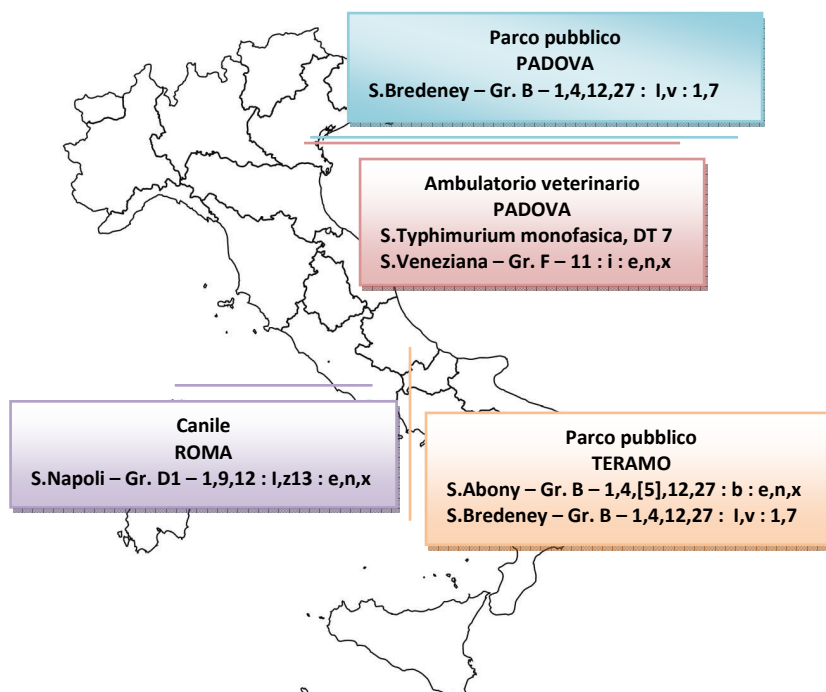 Parco pubblico
PADOVA
S.Bredeney – Gr. B – 1,4,12,27 : l,v : 1,7
Ambulatorio veterinario
PADOVA
S.Typhimurium monofasica, DT 7
S.Veneziana – Gr. F – 11 : i : e,n,x
Canile
ROMA
S.Napoli – Gr. D1 – 1,9,12 : l,z13 : e,n,x
Parco pubblico
TERAMO
S.Abony – Gr. B – 1,4,[5],12,27 : b : e,n,x
S.Bredeney – Gr. B – 1,4,12,27 : l,v : 1,7